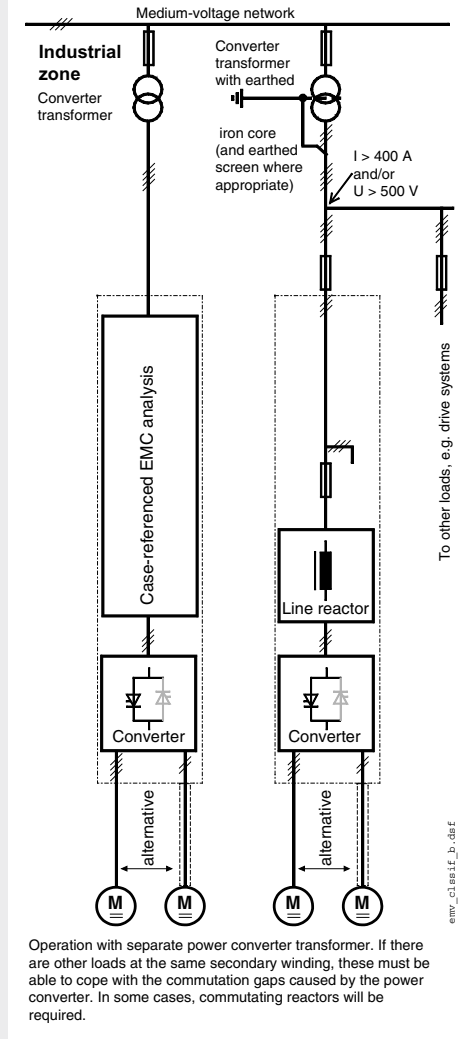 Medium-voltage network
Industrial
zone
Converter
transformer
Converter
transformer
with earthed
iron core
(and earthed
screen where
appropriate)
I > 400 A
and/or
U > 500 V
To other loads, e.g. drive systems
Case-referenced EMC analysis
Line reactor
Converter
Converter
alternative
alternative
M
M
M
M
emv_clssif_b.dsf
Operation with separate power converter transformer. If there
are other loads at the same secondary winding, these must be
able to cope with the commutation gaps caused by the power
converter. In some cases, commutating reactors will be
required.